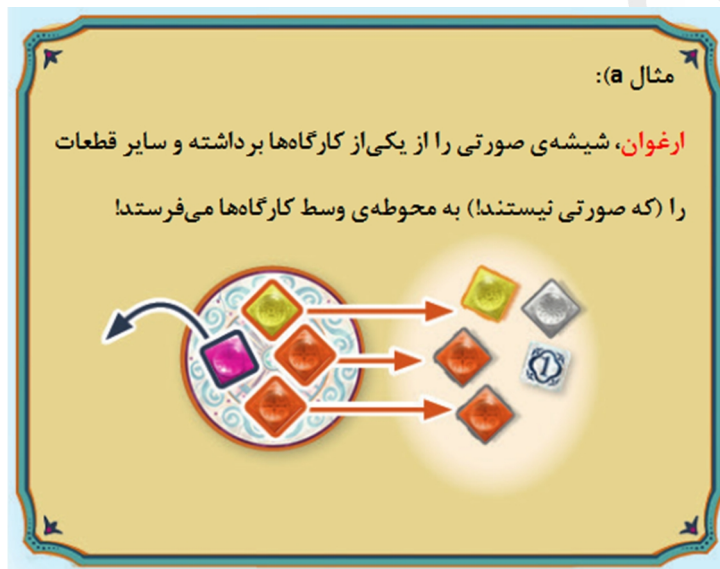 مثال a):
ارغوان، شیشه‌ی صورتی را از یکی‌از کارگاه‌ها برداشته و سایر قطعات
را (که صورتی نیستند!) به محوطه‌ی وسط کارگاه‌ها می‌فرستد!
1